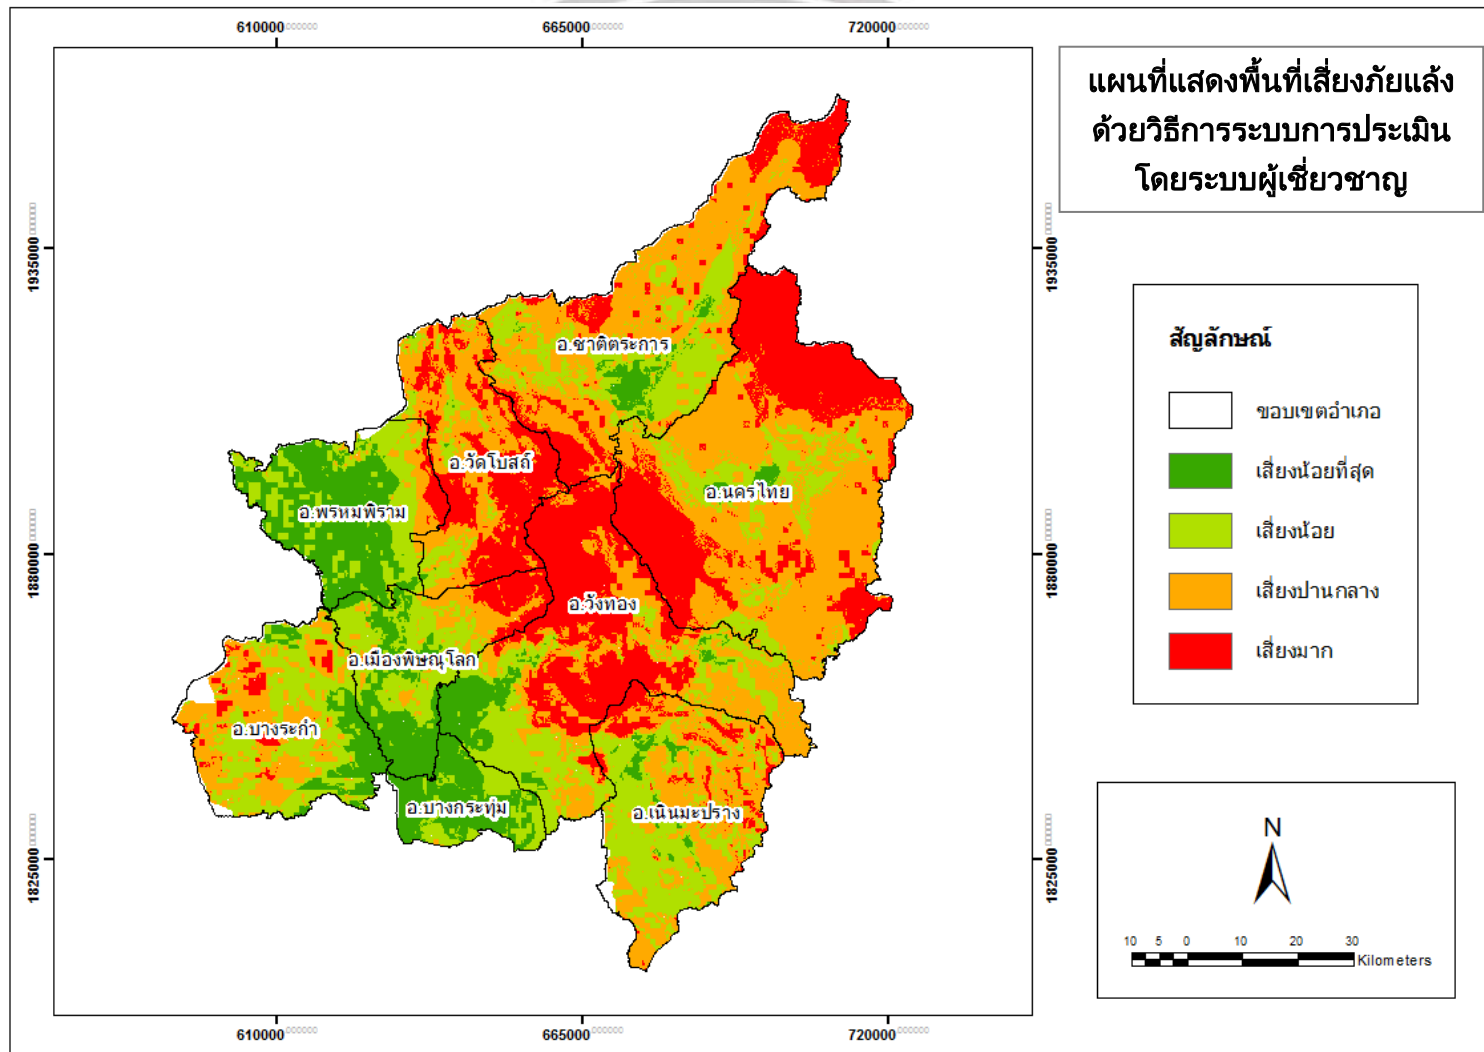 610000
665000
720000
แผนที่แสดงพื้นที่เสี่ยงภัยแล้ง
ด้วยวิธีการระบบการประเมิน
โดยระบบผู้เชี่ยวชาญ
1935000
1935000
สัญลักษณ์
ขอบเขตอำเภอ
เสี่ยงน้อยที่สุด
เสี่ยงน้อย
เสี่ยงปานกลาง
เสี่ยงมาก
อ.ชาติตระการ
อ.วัดโบสถ์
อ.นครไทย
อ.พรหมพิราม
1880000
1880000
อ.วังทอง
อ.เมืองพิษณุโลก
อ.บางระกำ
อ.บางกระทุ่ม
อ.เนินมะปราง
1825000
1825000
N
10 5 0 10 20 30
Kilometers
610000
665000
720000